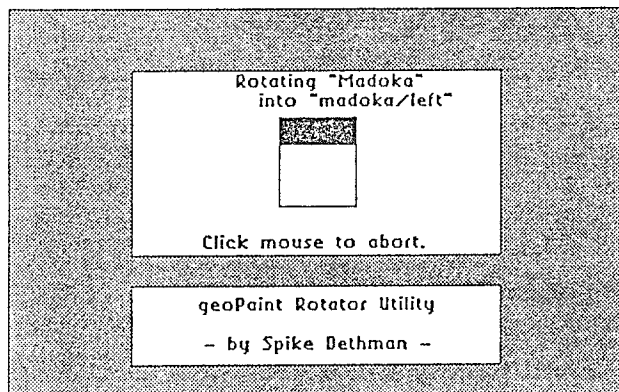 Rotating "Madoka"
into "madoka/left"
Click mouse to abort.
geoPaint Rotator Utility
- by Spike Dethman -